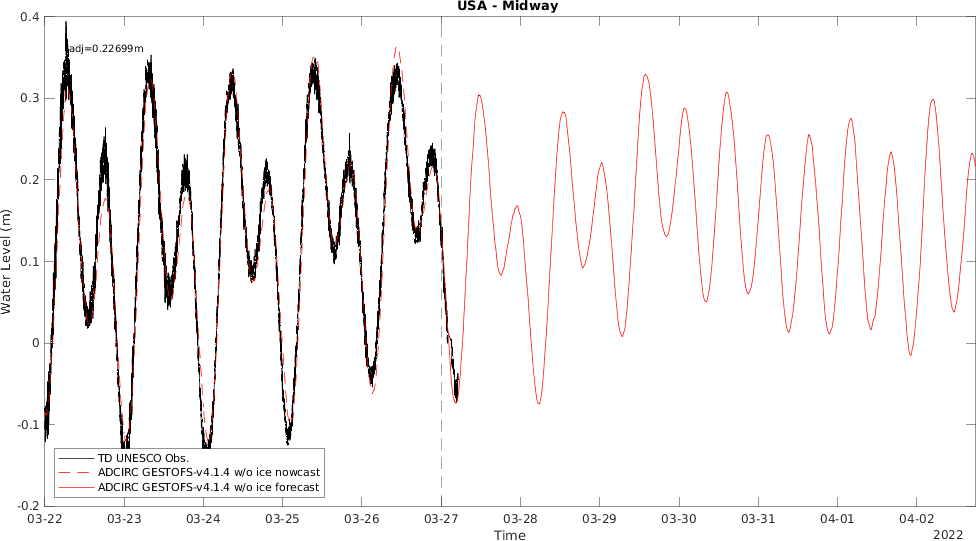 USA - Midway
adj=0.22699m
Water Level (m)
0.4
0.3
0.2
0.1
0
-0.1
-0.2
TD UNESCO Obs.
ADCIRC GESTOFS-v4.1.4 w/o ice nowcast
ADCIRC GESTOFS-v4.1.4 w/o ice forecast
03-22 03-23 03-24 03-25 03-26 03-27 03-28 03-29 03-30 03-31 04-01 04-02
Time
2022